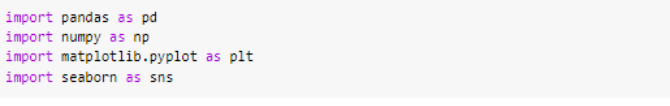 import pandas as pd
import numpy as np
import matplotlib.pyplot as plt
import seaborn as sns